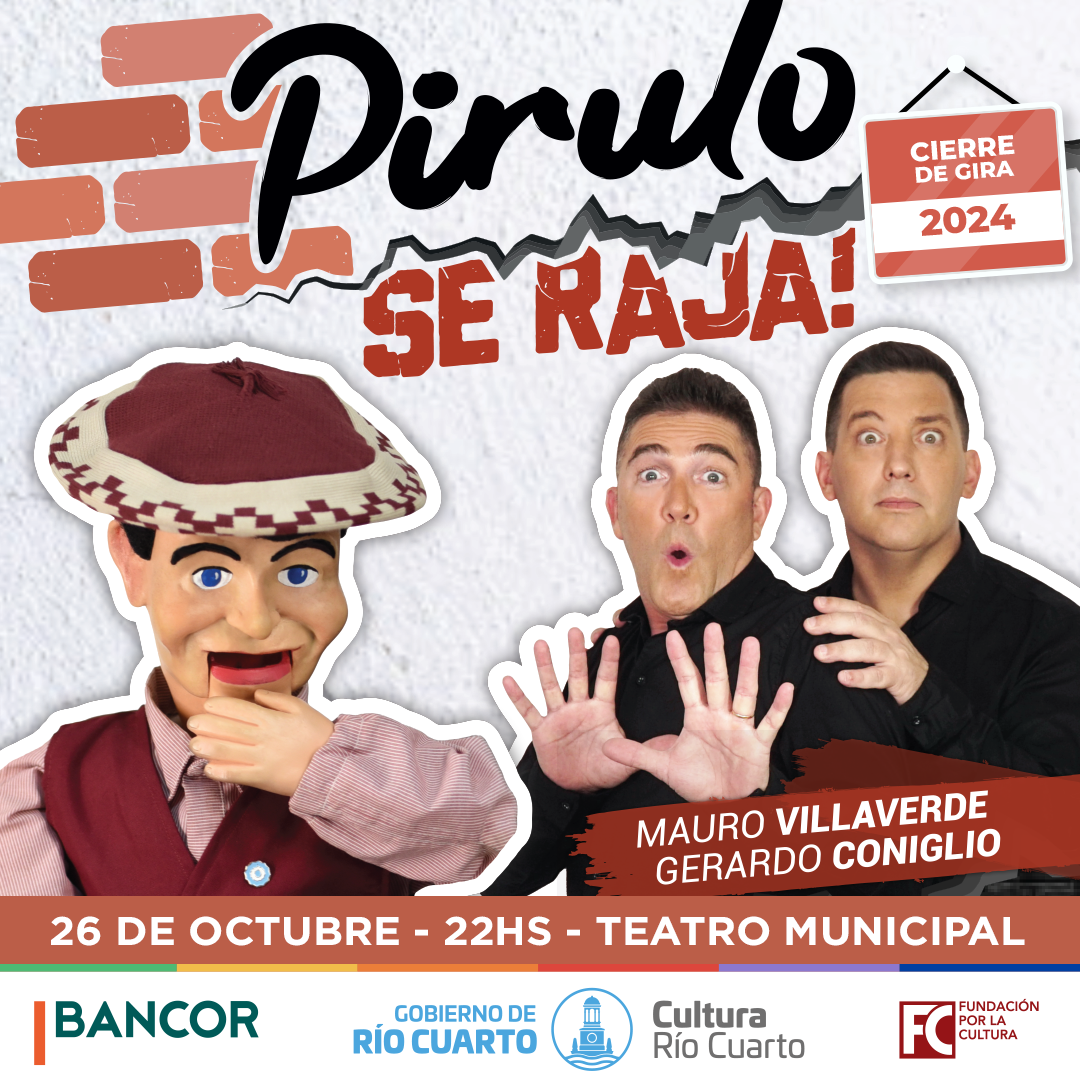 Pirulo
SE RAJA!
CIERRE
DE GIRA
2024
MAURO VILLAVERDE
GERARDO CONIGLIO
26 DE OCTUBRE - 22HS - TEATRO MUNICIPAL
BANCOR
GOBIERNO DE
RÍO CUARTO
Cultura
Río Cuarto
FC
FUNDACIÓN
POR LA
CULTURA